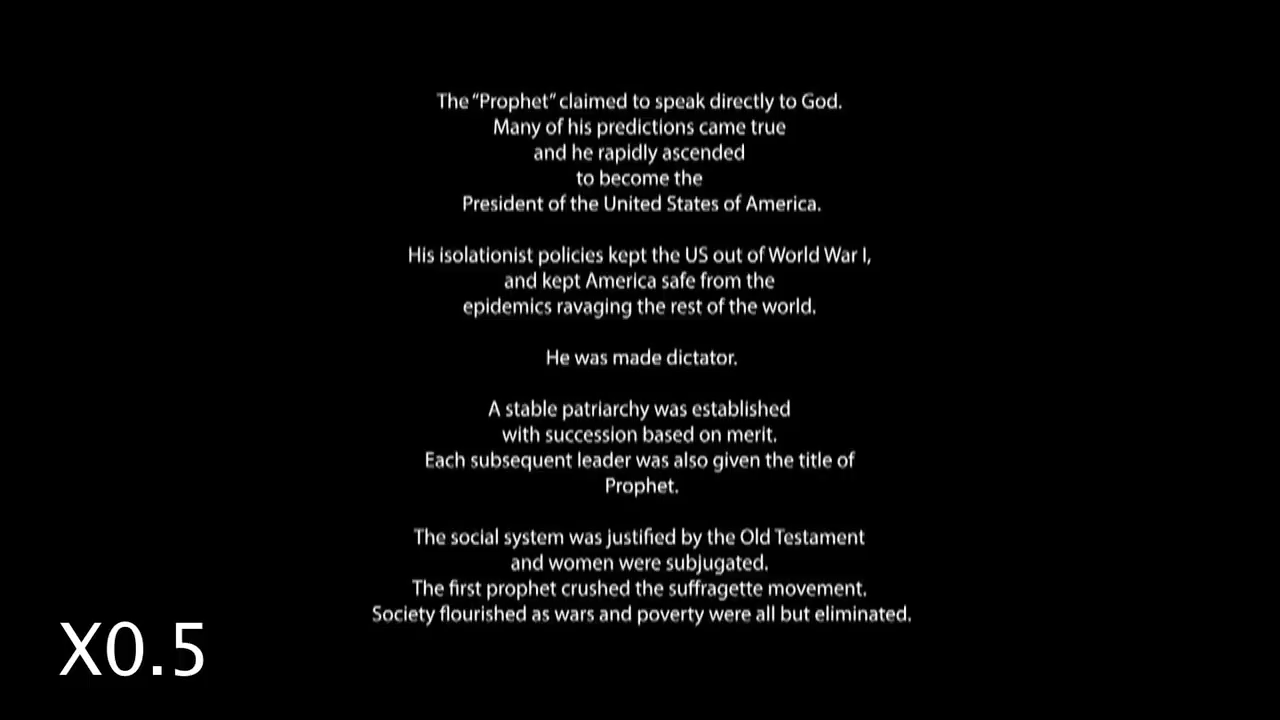 The “Prophet” claimed to speak directly to God.
Many of his predictions came true
and he rapidly ascended
to become the
President of the United States of America.
His isolationist policies kept the US out of World War I,
and kept America safe from the
epidemics ravaging the rest of the world.
He was made dictator.
A stable patriarchy was established
with succession based on merit.
Each subsequent leader was also given the title of
Prophet.
The social system was justified by the Old Testament
and women were subjugated.
The first prophet crushed the suffragette movement.
Society flourished as wars and poverty were all but eliminated.
X0.5